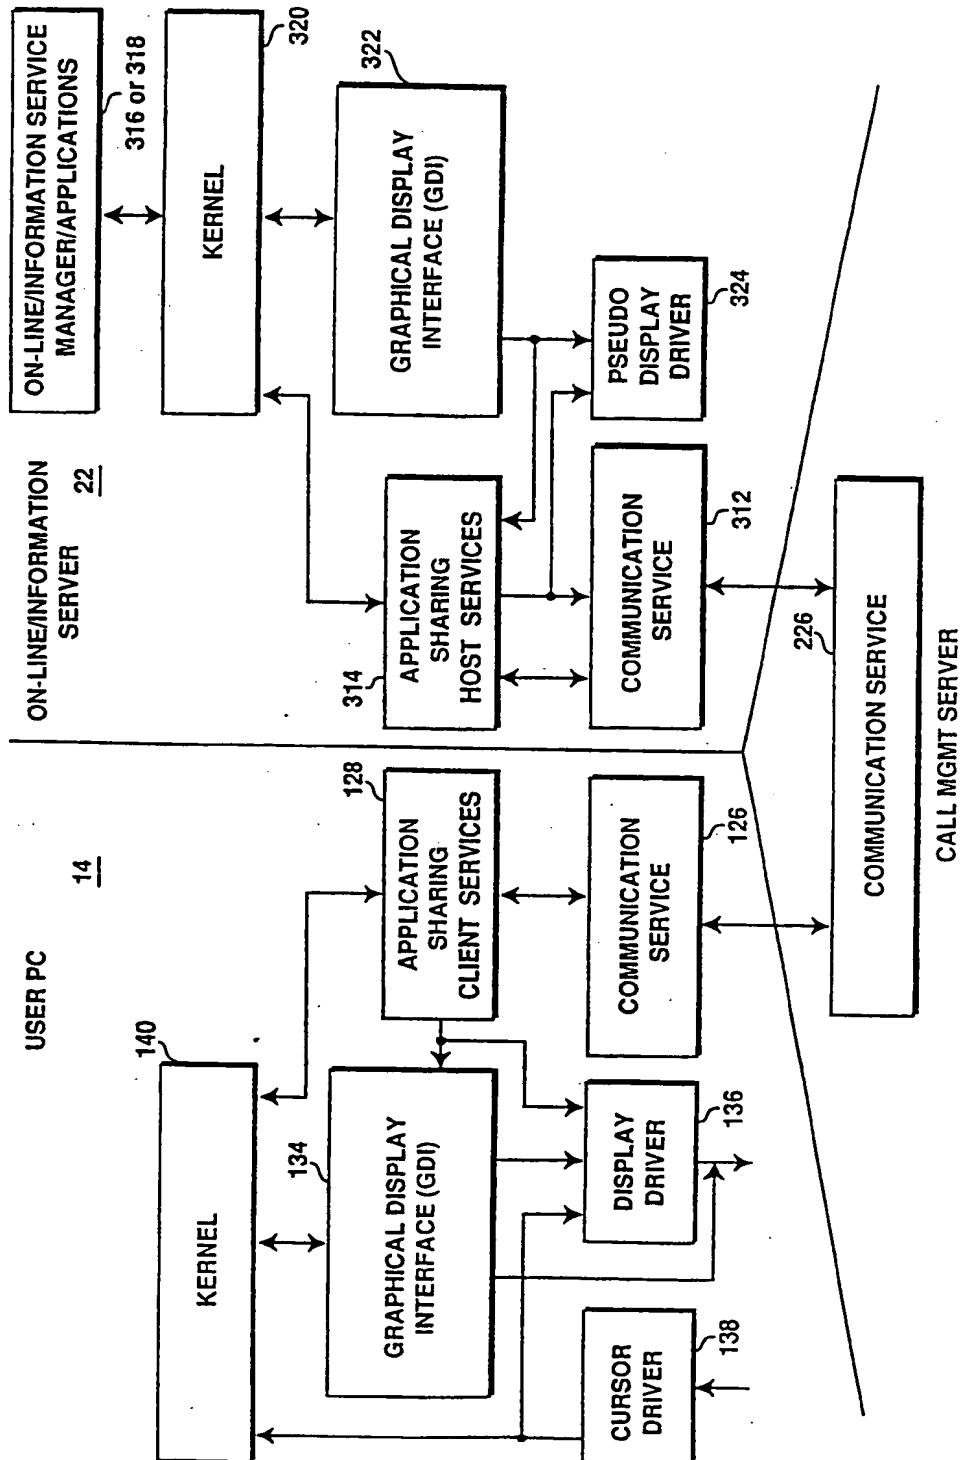 USER PC
14
KERNEL
140
GRAPHICAL DISPLAY
INTERFACE (GDI)
134
APPLICATION
SHARING
CLIENT SERVICES
128
CURSOR
DRIVER
138
DISPLAY
DRIVER
136
COMMUNICATION
SERVICE
126
ON-LINE/INFORMATION
SERVER
22
ON-LINE/INFORMATION SERVICE
MANAGER/APPLICATIONS
316 or 318
KERNEL
320
APPLICATION
SHARING
HOST SERVICES
314
GRAPHICAL DISPLAY
INTERFACE (GDI)
322
COMMUNICATION
SERVICE
312
PSEUDO
DISPLAY
DRIVER
324
COMMUNICATION SERVICE
226
CALL MGMT SERVER